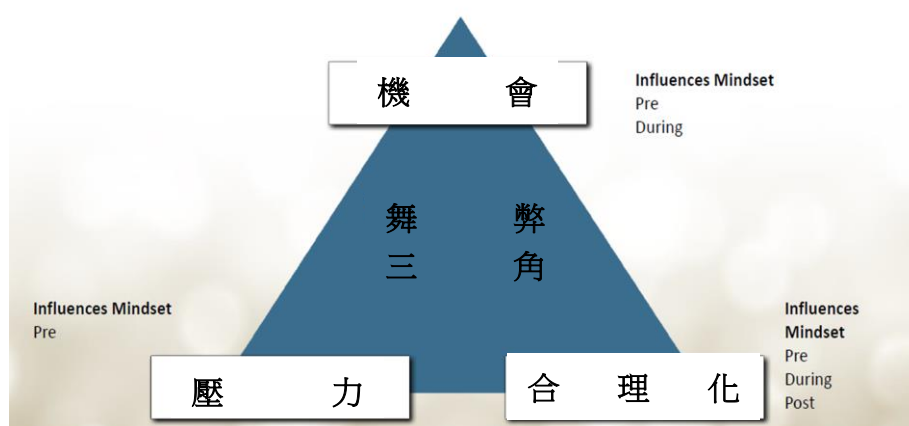 機會
Influences Mindset
Pre
During
舞弊
三角
Influences Mindset
Pre
壓力
合理化
Influences
Mindset
Pre
During
Post